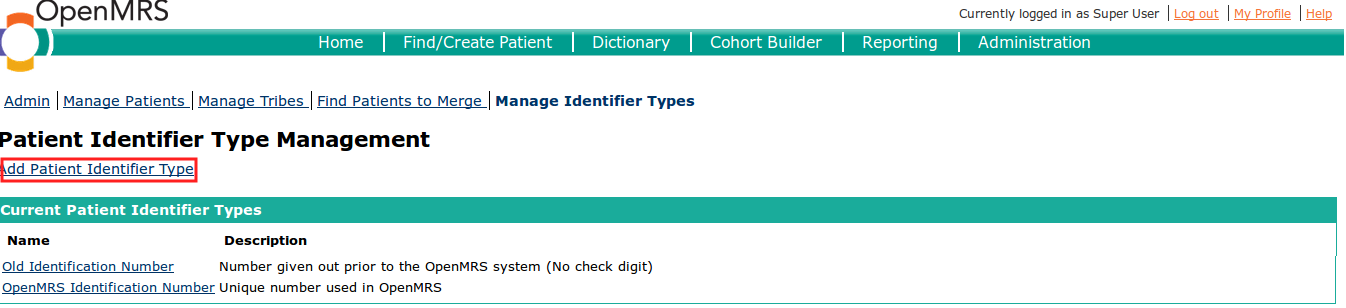 OpenMRS
Currently logged in as Super User Log out My Profile Help
Home Find/Create Patient Dictionary Cohort Builder Reporting Administration
Admin Manage Patients Manage Tribes Find Patients to Merge Manage Identifier Types
Patient Identifier Type Management
Add Patient Identifier Type
Current Patient Identifier Types
Name Description
Old Identification Number Number given out prior to the OpenMRS system (No check digit)
OpenMRS Identification Number Unique number used in OpenMRS